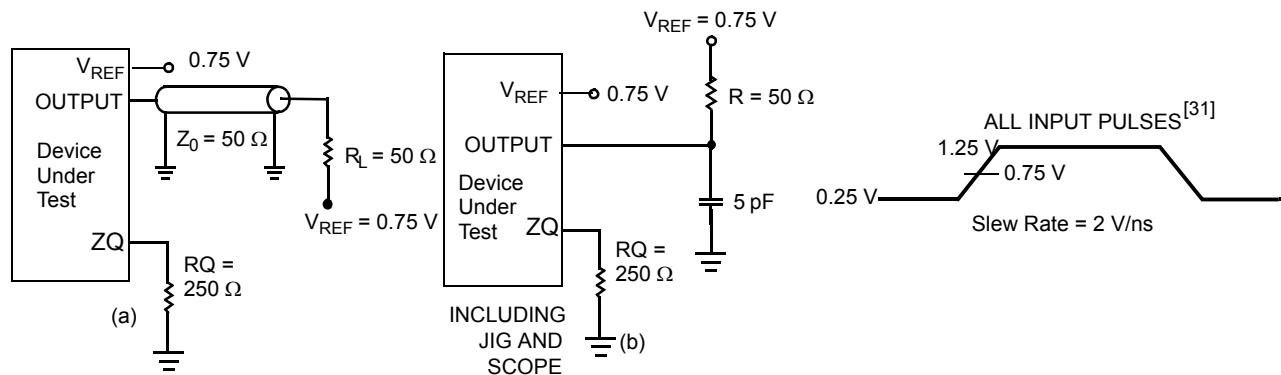 V_REF 0.75 V
OUTPUT
Z_0 = 50 Ω
Device
Under
Test
R_L = 50 Ω
V_REF = 0.75 V
ZQ
RQ =
250 Ω
(a)
V_REF = 0.75 V
R = 50 Ω
V_REF 0.75 V
OUTPUT
Device
Under
Test
5 pF
ZQ
RQ =
250 Ω
INCLUDING
JIG AND
SCOPE
(b)
ALL INPUT PULSES[31]
1.25 V
0.75 V
0.25 V
Slew Rate = 2 V/ns